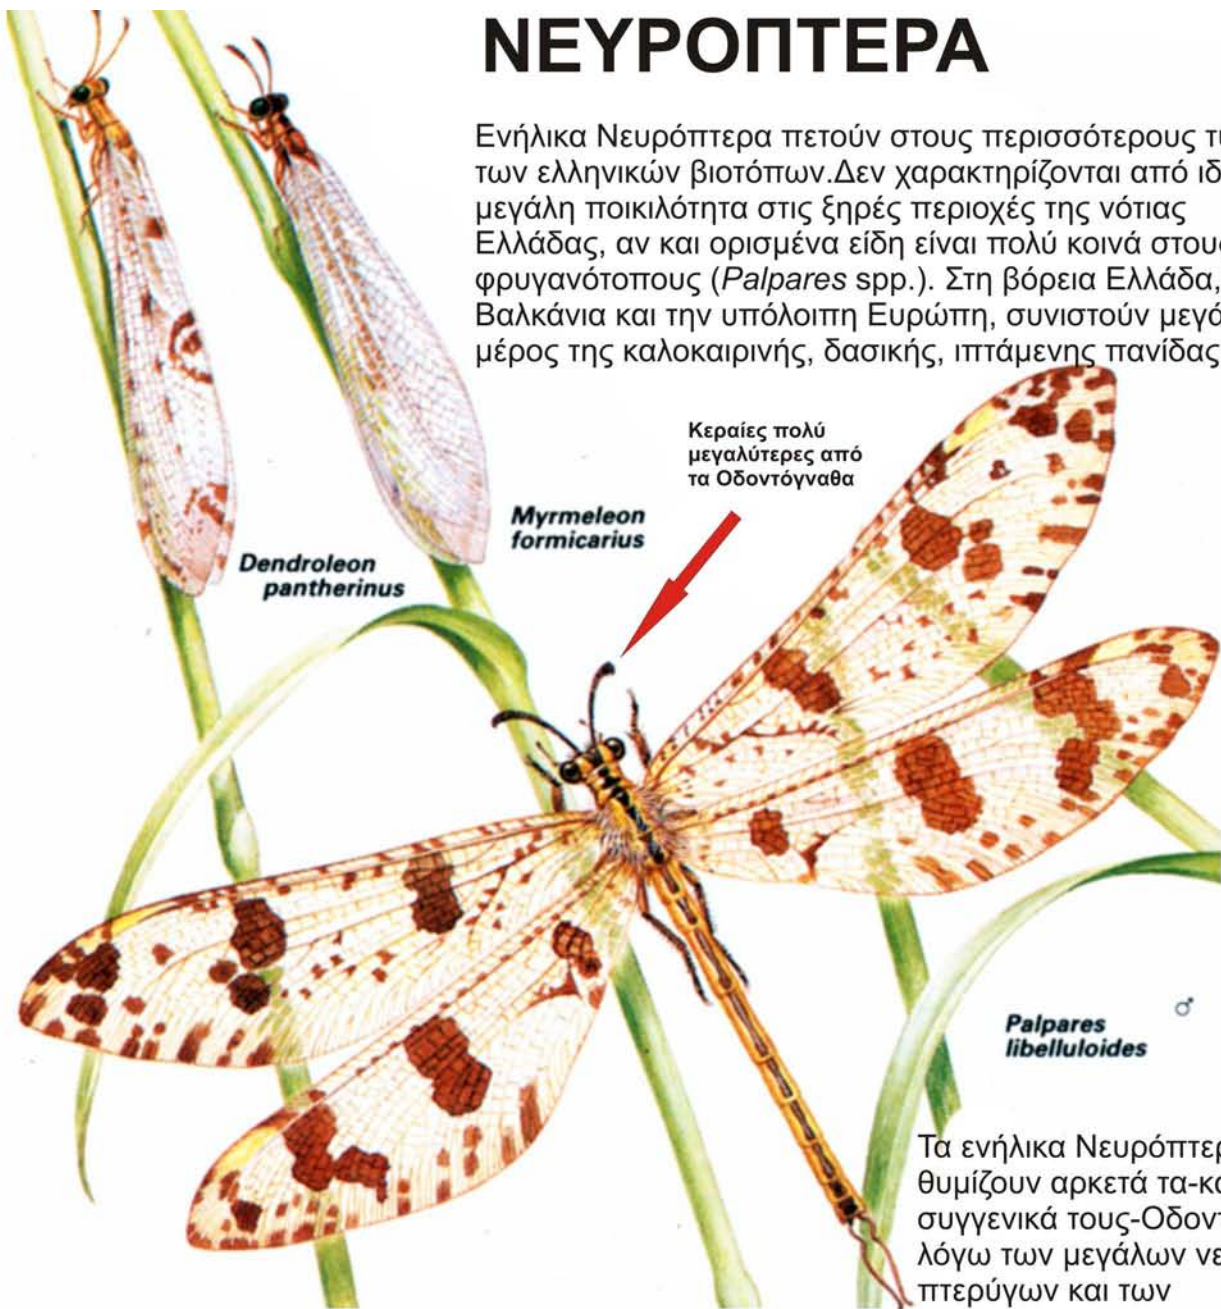 ΝΕΥΡΟΠΤΕΡΑ
Ενήλικα Νευρόπτερα πετούν στους περισσότερους
των ελληνικών βιοτόπων.Δεν χαρακτηρίζονται από
μεγάλη ποικιλότητα στις ξηρές περιοχές της νότιας
Ελλάδας, αν και ορισμένα είδη είναι πολύ κοινά στους
φρυγανότοπους (Palpares spp.). Στη βόρεια Ελλάδα,
Βαλκάνια και την υπόλοιπη Ευρώπη, συνιστούν
μέρος της καλοκαιρινής, δασικής, ιπτάμενης πανίδας
Κεραίες πολύ
μεγαλύτερες από
τα Οδοντόγναθα
Myrmeleon
formicarius
Dendroleon
pantherinus
Palpares
libelluloides
♂
Τα ενήλικα
θυμίζουν αρκετά
συγγενικά τους
λόγω των μεγάλων
πτερύγων και των